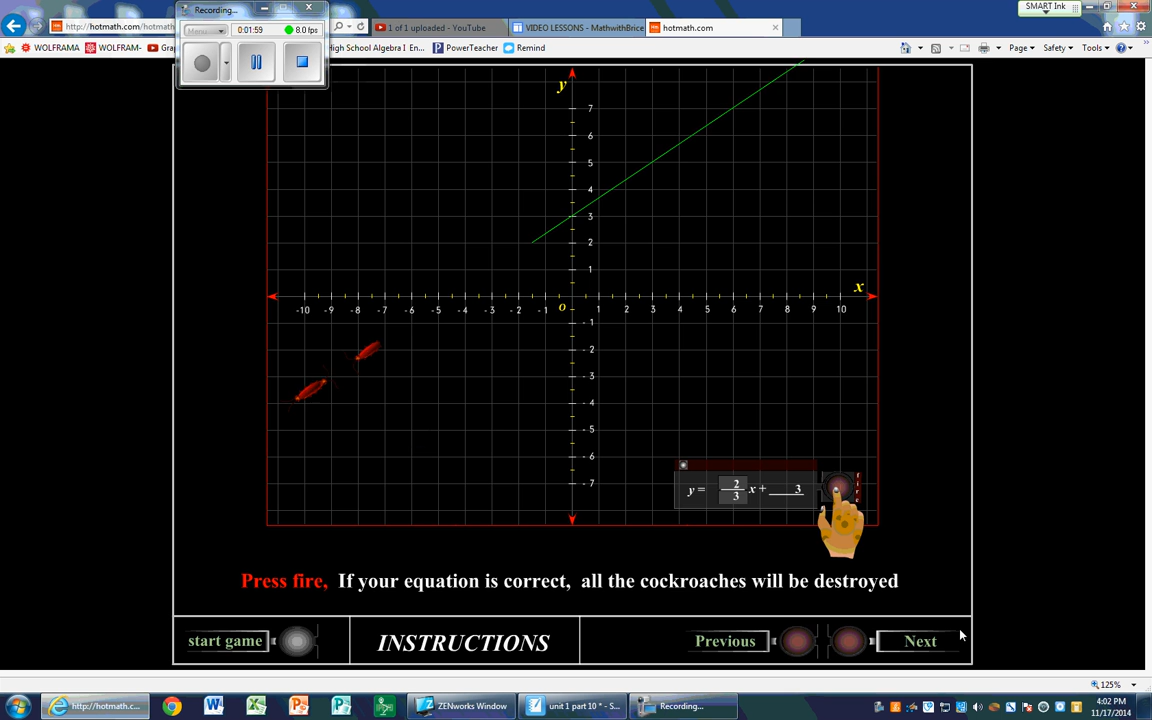 Recording...
SMART Ink
http://hotmath.com/hotmath
1 of 1 uploaded - YouTube
VIDEO LESSONS - MathwithBrice
hotmath.com
Menu
0:01:59
8.0 fps
WOLFRAMA
WOLFRAM-
High School Algebra I En...
PowerTeacher
Remind
Page
Safety
Tools
y
7
6
5
4
3
2
1
x
o
-10 -9 -8 -7 -6 -5 -4 -3 -2 -1 1 2 3 4 5 6 7 8 9 10
- 1
- 2
- 3
- 4
- 5
- 6
- 7
y = 2/3 x + 3
Press fire, If your equation is correct, all the cockroaches will be destroyed
start game
INSTRUCTIONS
Previous
Next
125%
http://hotmath.c...
ZENworks Window
unit 1 part 10 * - S...
Recording...
4:02 PM
11/17/2014